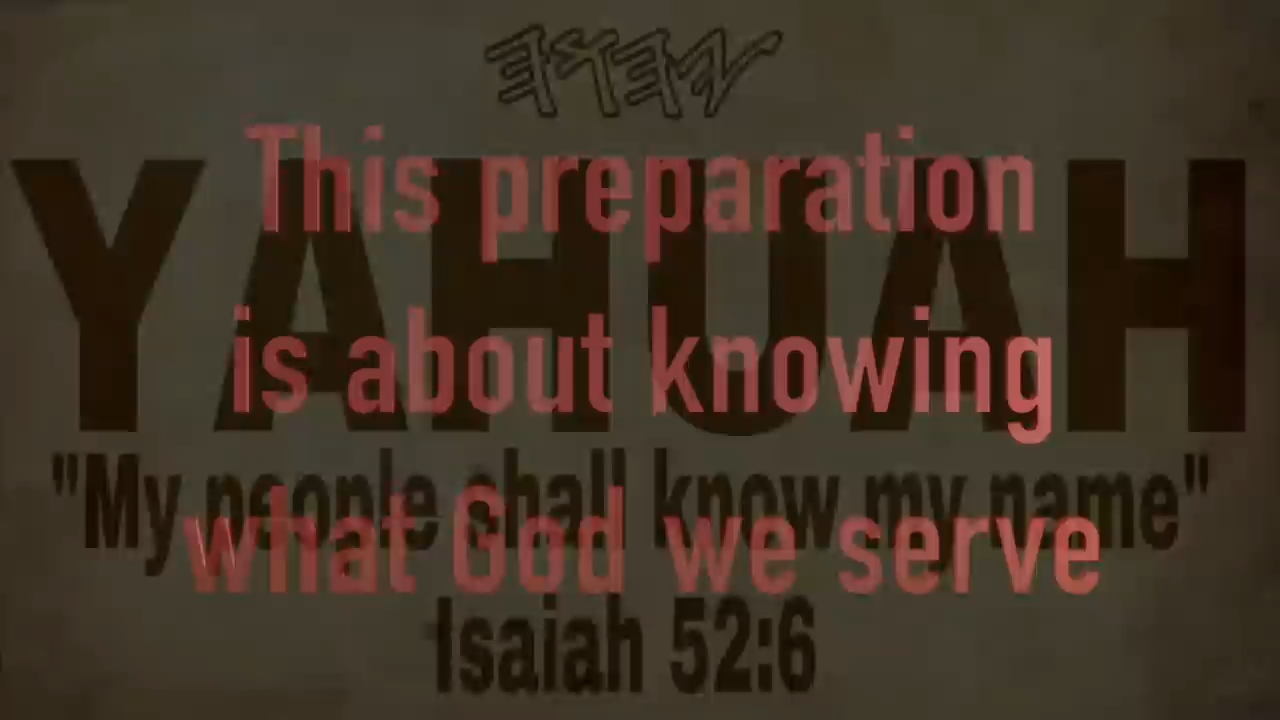 𐤉𐤄𐤅𐤄
YAHUAH
"My people shall know my name"
Isaiah 52:6
This preparation
is about knowing
what God we serve